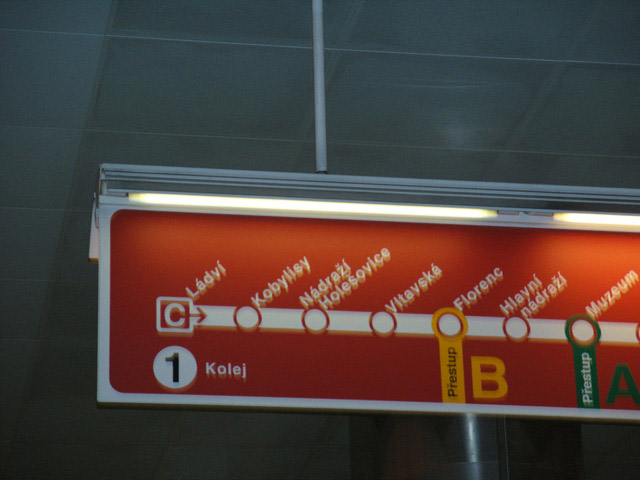 Ládví
Kobylisy
Nádraží
Holešovice
Vltavská
Florenc
Hlavní
nádraží
Muzeum
C
Přestup
B
Přestup
A
1 Kolej